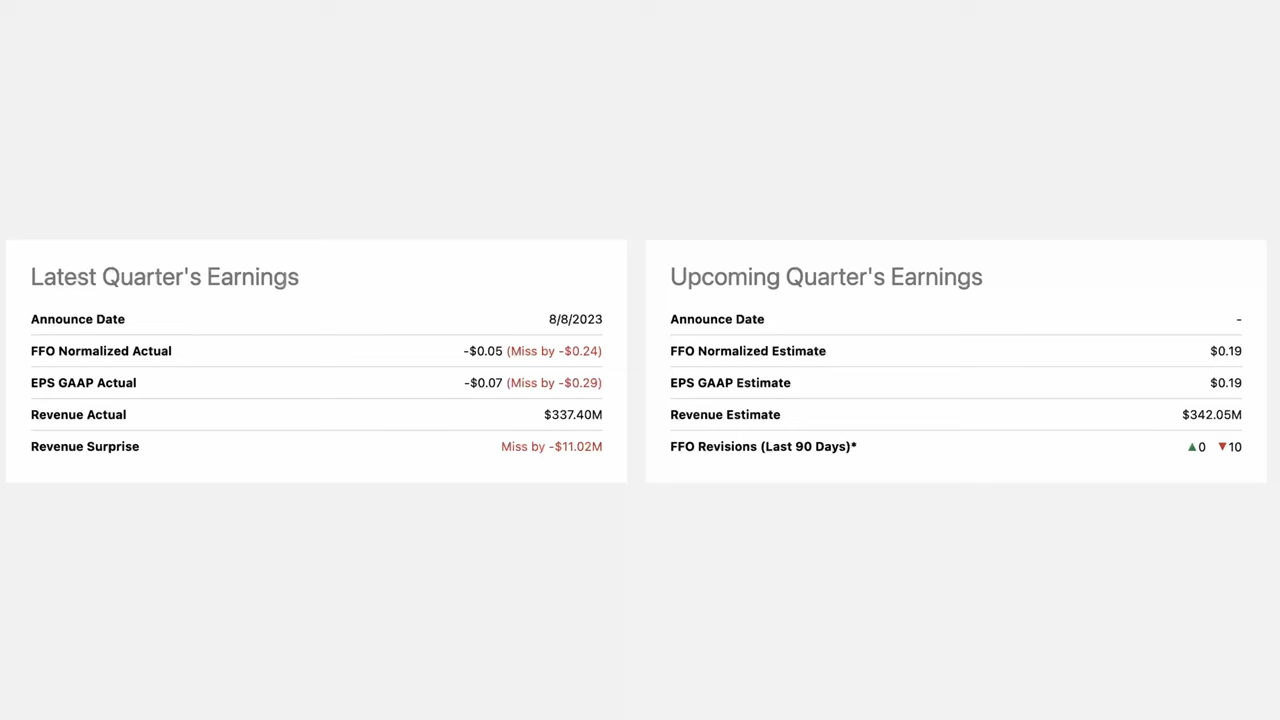 Latest Quarter's Earnings
Announce Date 8/8/2023
FFO Normalized Actual -$0.05 (Miss by -$0.24)
EPS GAAP Actual -$0.07 (Miss by -$0.29)
Revenue Actual $337.40M
Revenue Surprise Miss by -$11.02M
Upcoming Quarter's Earnings
Announce Date -
FFO Normalized Estimate $0.19
EPS GAAP Estimate $0.19
Revenue Estimate $342.05M
FFO Revisions (Last 90 Days)* ▲0 ▼10